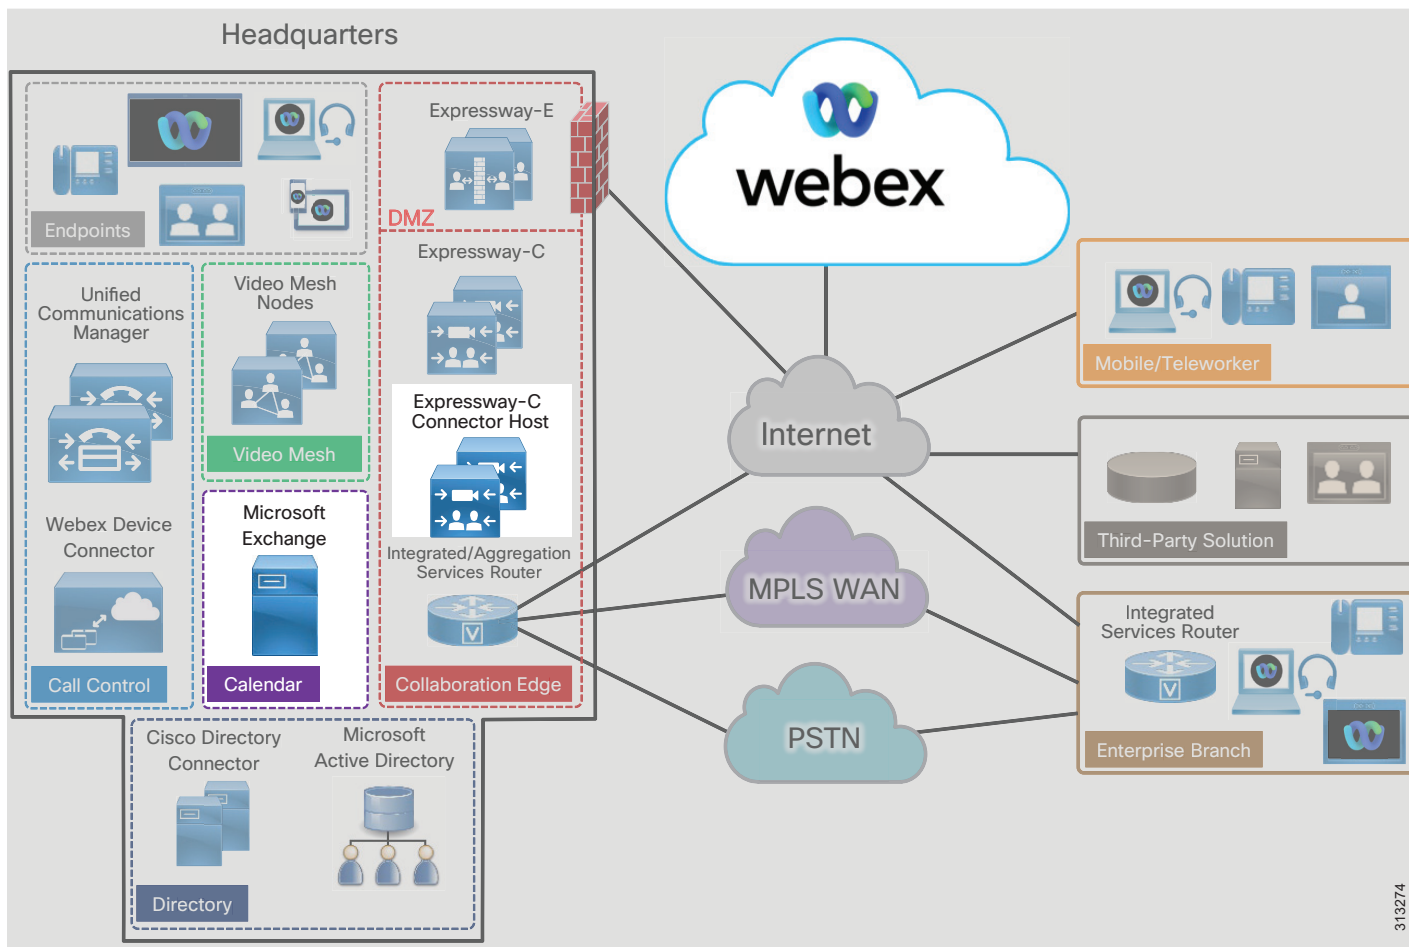 Headquarters
Endpoints
Expressway-E
DMZ
Unified
Communications
Manager
Webex Device
Connector
Call Control
Video Mesh
Nodes
Video Mesh
Microsoft
Exchange
Calendar
Expressway-C
Expressway-C
Connector Host
Integrated/Aggregation
Services Router
V
Collaboration Edge
Cisco Directory
Connector
Microsoft
Active Directory
Directory
webex
Internet
MPLS WAN
PSTN
Mobile/Teleworker
Third-Party Solution
Integrated
Services Router
V
Enterprise Branch
313274